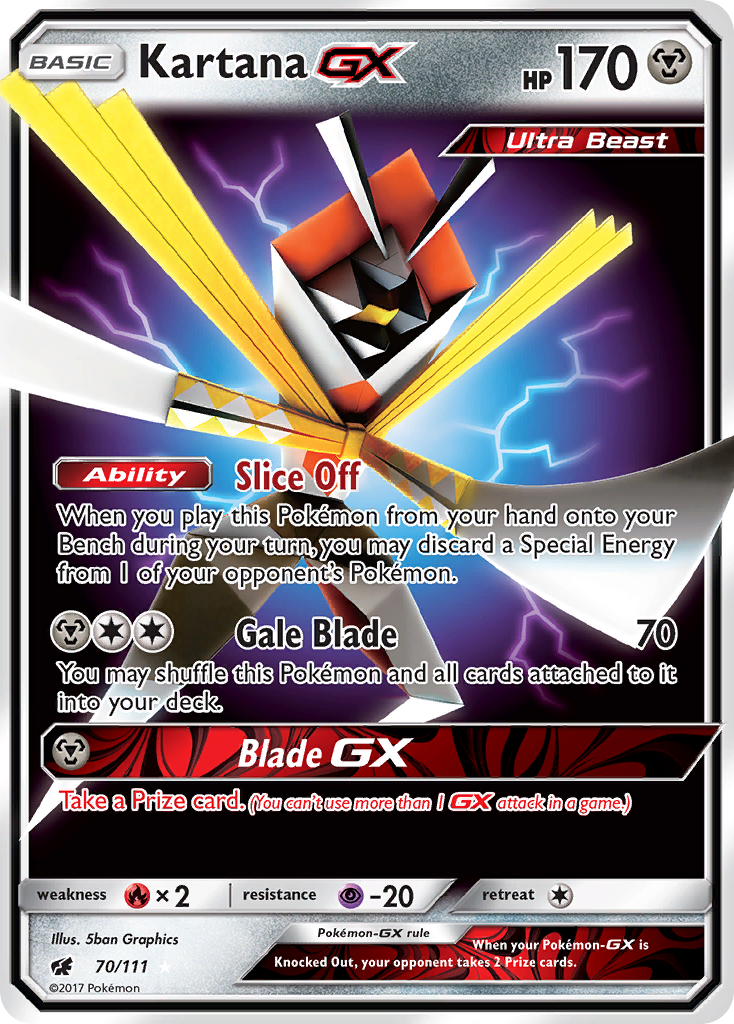 BASIC Kartana GX HP 170
Ultra Beast
Ability Slice Off
When you play this Pokémon from your hand onto your
Bench during your turn, you may discard a Special Energy
from 1 of your opponent's Pokémon.
Gale Blade 70
You may shuffle this Pokémon and all cards attached to it
into your deck.
Blade GX
Take a Prize card. (You can't use more than 1 GX attack in a game.)
weakness ×2 resistance -20 retreat
Illus. 5ban Graphics
Pokémon-GX rule
When your Pokémon-GX is
Knocked Out, your opponent takes 2 Prize cards.
70/111
©2017 Pokémon